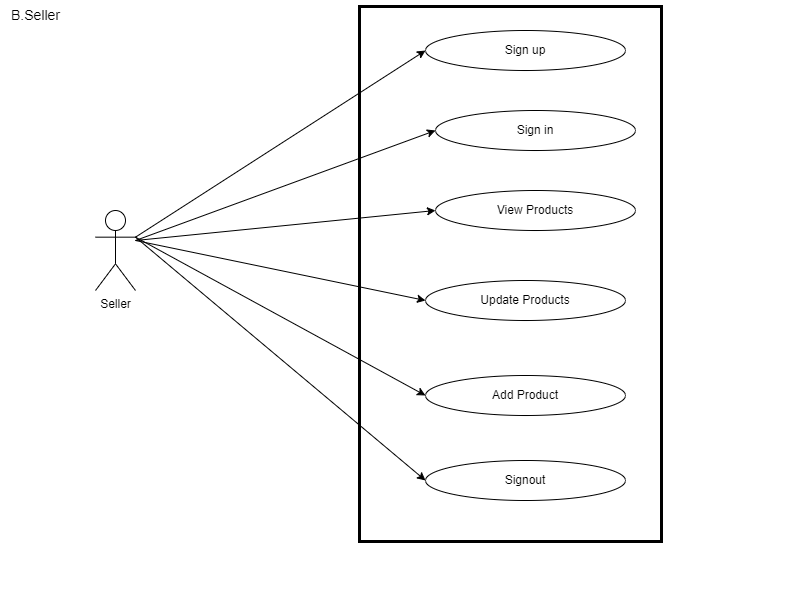 B.Seller
Sign up
Sign in
View Products
Update Products
Add Product
Signout
Seller